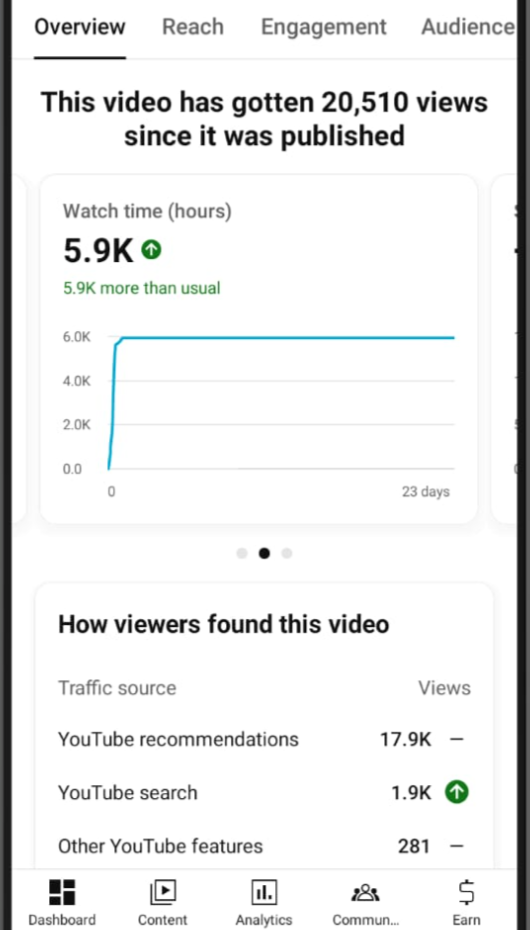 Overview Reach Engagement Audience
This video has gotten 20,510 views
since it was published
Watch time (hours)
5.9K
5.9K more than usual
6.0K
4.0K
2.0K
0.0
0 23 days
How viewers found this video
Traffic source Views
YouTube recommendations 17.9K —
YouTube search 1.9K
Other YouTube features 281 —
Dashboard Content Analytics Commun... Earn